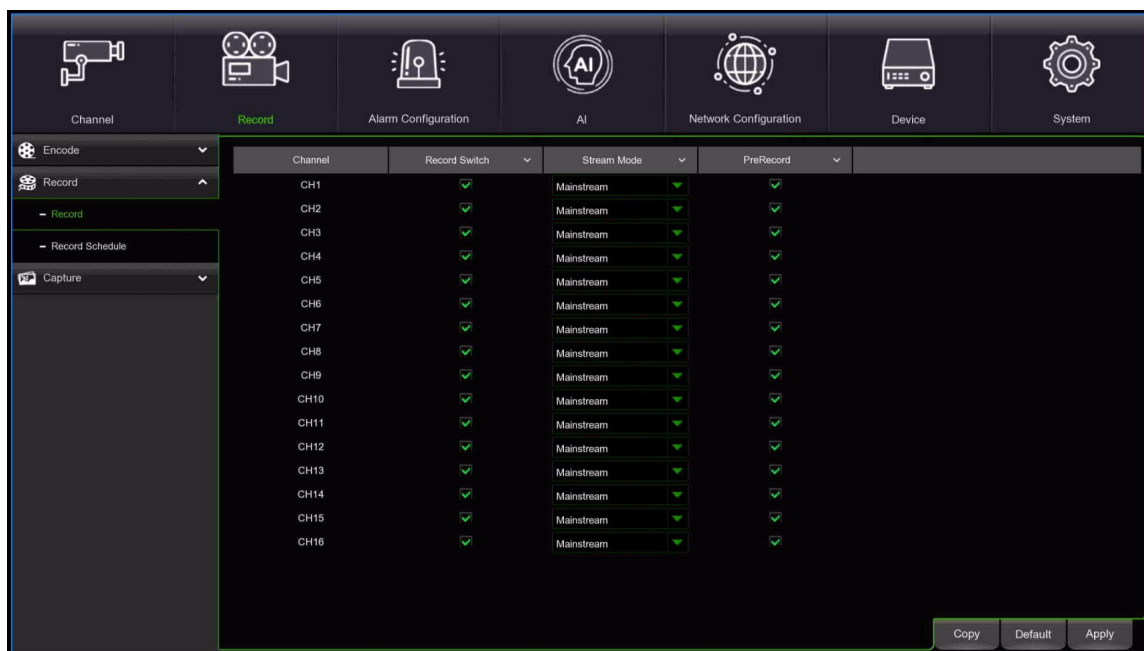 AI
Channel Record Alarm Configuration AI Network Configuration Device System
Encode
Record
- Record
- Record Schedule
Capture
Channel Record Switch Stream Mode PreRecord
CH1 Mainstream
CH2 Mainstream
CH3 Mainstream
CH4 Mainstream
CH5 Mainstream
CH6 Mainstream
CH7 Mainstream
CH8 Mainstream
CH9 Mainstream
CH10 Mainstream
CH11 Mainstream
CH12 Mainstream
CH13 Mainstream
CH14 Mainstream
CH15 Mainstream
CH16 Mainstream
Copy Default Apply